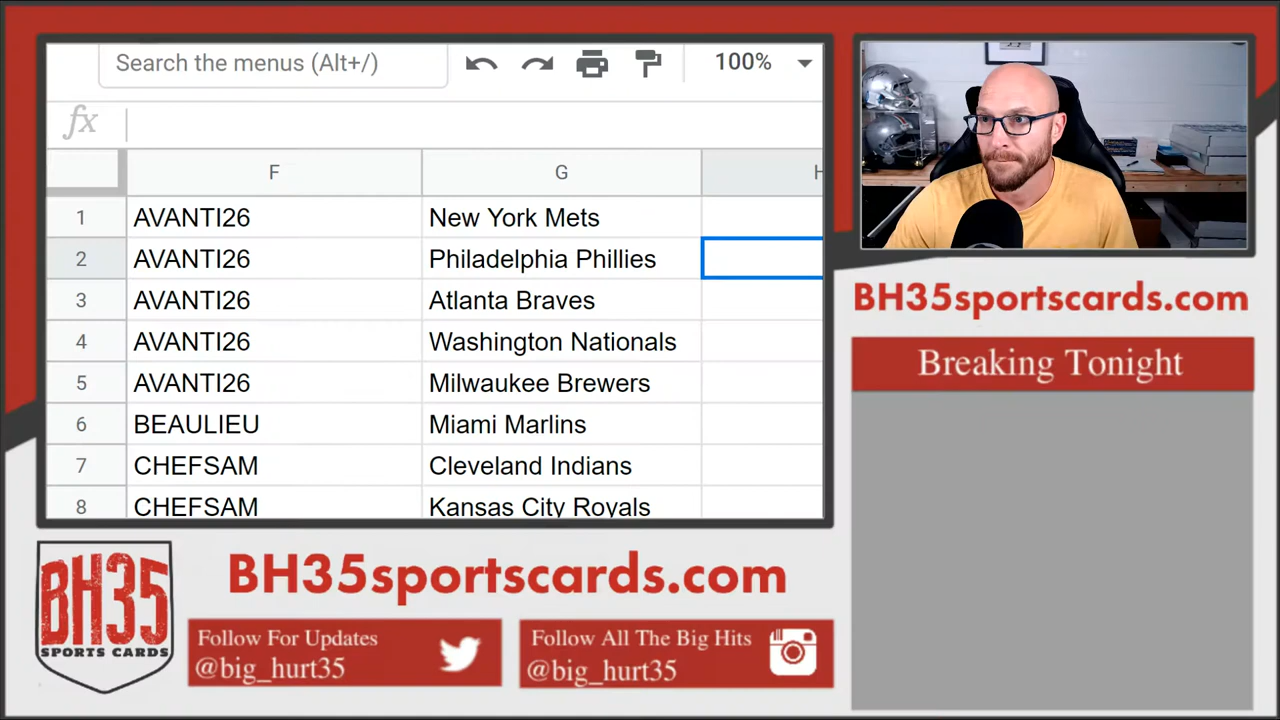 Search the menus (Alt+/)
100%
fx
F G H
1 AVANTI26 New York Mets
2 AVANTI26 Philadelphia Phillies
3 AVANTI26 Atlanta Braves
4 AVANTI26 Washington Nationals
5 AVANTI26 Milwaukee Brewers
6 BEAULIEU Miami Marlins
7 CHEFSAM Cleveland Indians
8 CHEFSAM Kansas City Royals
BH35sportscards.com
Breaking Tonight
BH35
SPORTS CARDS
BH35sportscards.com
Follow For Updates
@big_hurt35
Follow All The Big Hits
@big_hurt35